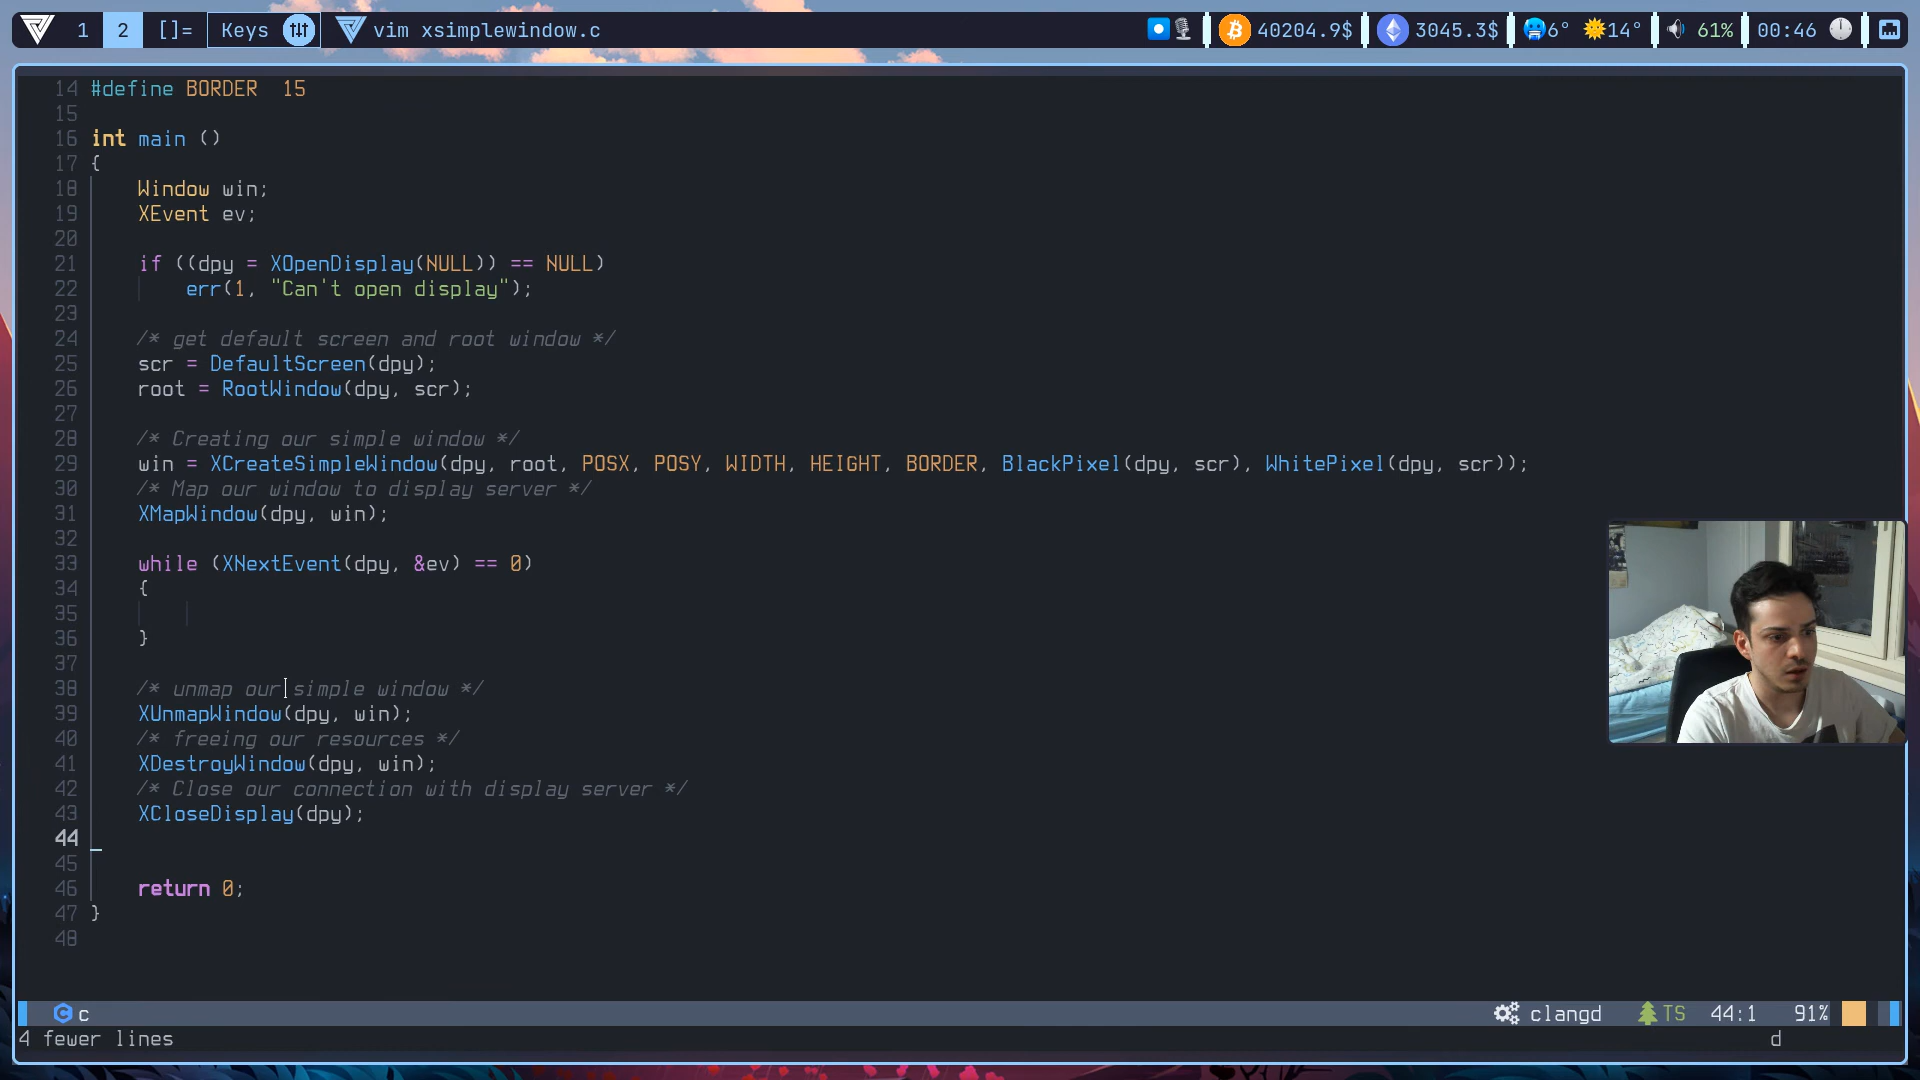 1 2 []= Keys vim xsimplewindow.c 40204.9$ 3045.3$ 6° 14° 61% 00:46
14 #define BORDER  15
15
16 int main ()
17 {
18     Window win;
19     XEvent ev;
20
21     if ((dpy = XOpenDisplay(NULL)) == NULL)
22         err(1, "Can't open display");
23
24     /* get default screen and root window */
25     scr = DefaultScreen(dpy);
26     root = RootWindow(dpy, scr);
27
28     /* Creating our simple window */
29     win = XCreateSimpleWindow(dpy, root, POSX, POSY, WIDTH, HEIGHT, BORDER, BlackPixel(dpy, scr), WhitePixel(dpy, scr));
30     /* Map our window to display server */
31     XMapWindow(dpy, win);
32
33     while (XNextEvent(dpy, &ev) == 0)
34     {
35
36     }
37
38     /* unmap our simple window */
39     XUnmapWindow(dpy, win);
40     /* freeing our resources */
41     XDestroyWindow(dpy, win);
42     /* Close our connection with display server */
43     XCloseDisplay(dpy);
44
45
46     return 0;
47 }
48
C c clangd TS 44:1 91%
4 fewer lines d